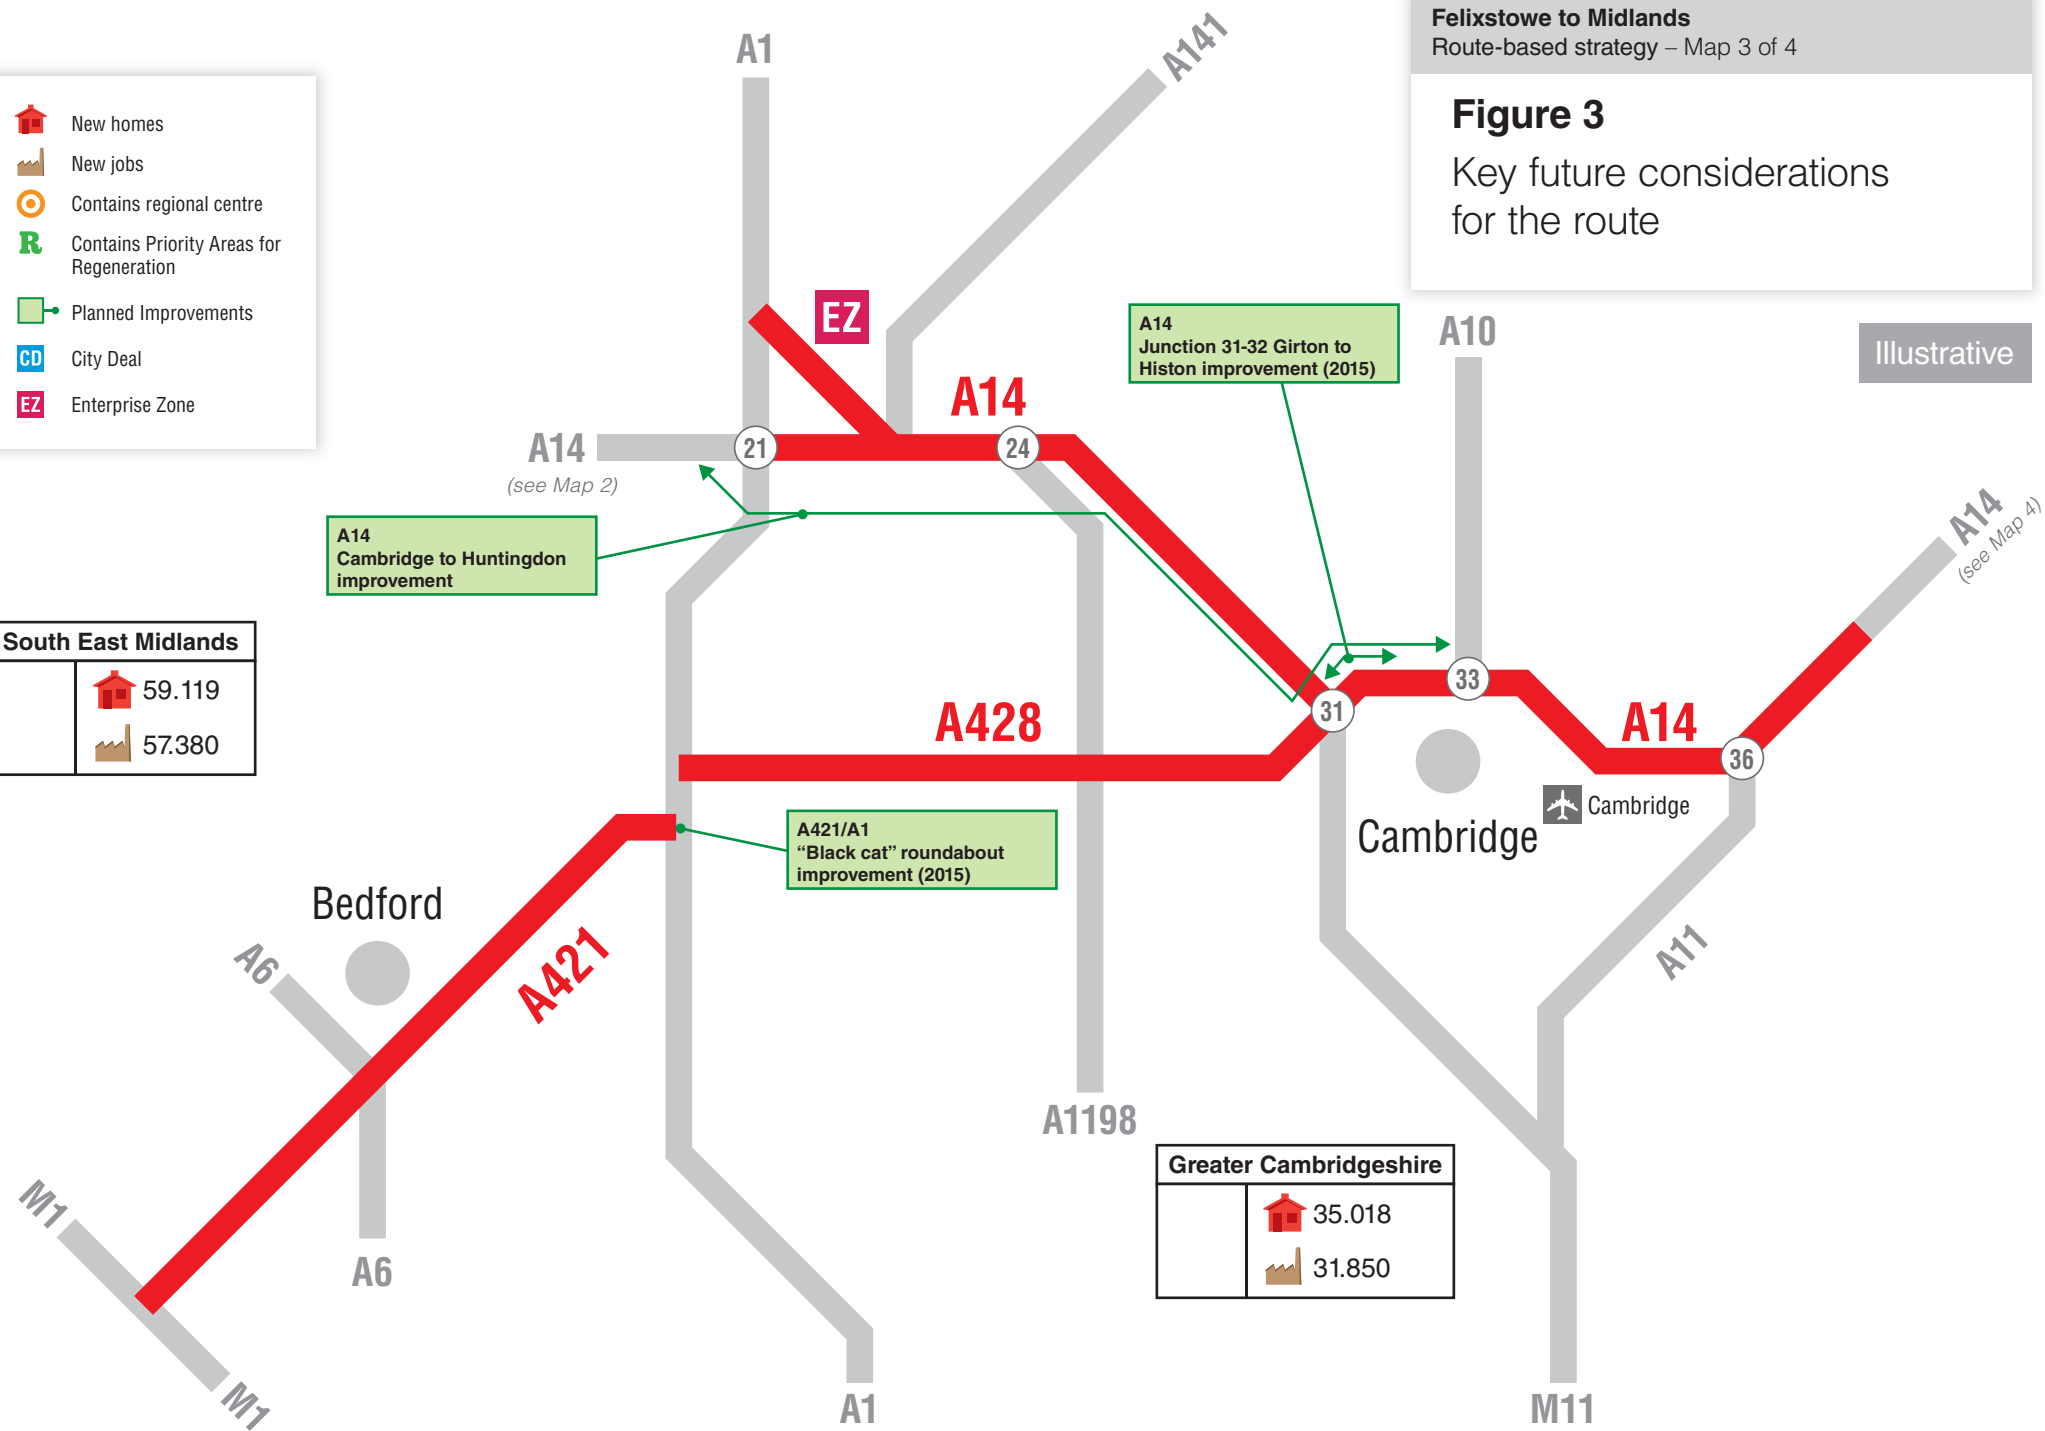 Felixstowe to Midlands
Route-based strategy – Map 3 of 4
Figure 3
Key future considerations
for the route
Illustrative
New homes
New jobs
Contains regional centre
R
Contains Priority Areas for
Regeneration
Planned Improvements
CD
City Deal
EZ
Enterprise Zone
A1
A141
EZ
A14
Junction 31-32 Girton to
Histon improvement (2015)
A10
A14
A14
(see Map 2)
21
24
A14
(see Map 4)
A14
Cambridge to Huntingdon
improvement
South East Midlands
59.119
57.380
A428
31
33
A14
36
Cambridge
Cambridge
A421/A1
“Black cat” roundabout
improvement (2015)
Bedford
A6
A421
A11
A1198
Greater Cambridgeshire
35.018
31.850
M1
A6
M1
A1
M11